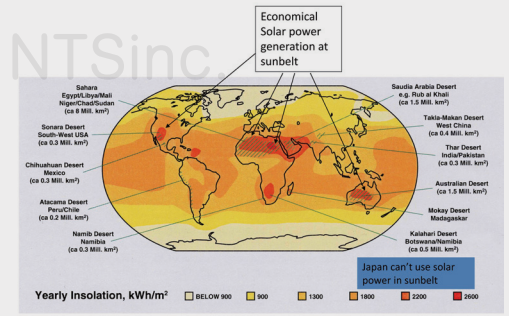 NTSinc.
Economical
Solar power
generation at
sunbelt
Sahara
Egypt/Libya/Mali
Niger/Chad/Sudan
(ca 8 Mill. km²)
Sonara Desert
South-West USA
(ca 0.3 Mill. km²)
Chihuahuan Desert
Mexico
(ca 0.3 Mill. km²)
Atacama Desert
Peru/Chile
(ca 0.2 Mill. km²)
Namib Desert
Namibia
(ca 0.3 Mill. km²)
Saudia Arabia Desert
e.g. Rub al Khali
(ca 1.5 Mill. km²)
Takla-Makan Desert
West China
(ca 0.4 Mill. km²)
Thar Desert
India/Pakistan
(ca 0.3 Mill. km²)
Australian Desert
(ca 1.5 Mill. km²)
Mokay Desert
Madagaskar
Kalahari Desert
Botswana/Namibia
(ca 0.5 Mill. km²)
Japan can't use solar
power in sunbelt
Yearly Insolation, kWh/m² BELOW 900 900 1300 1800 2200 2600